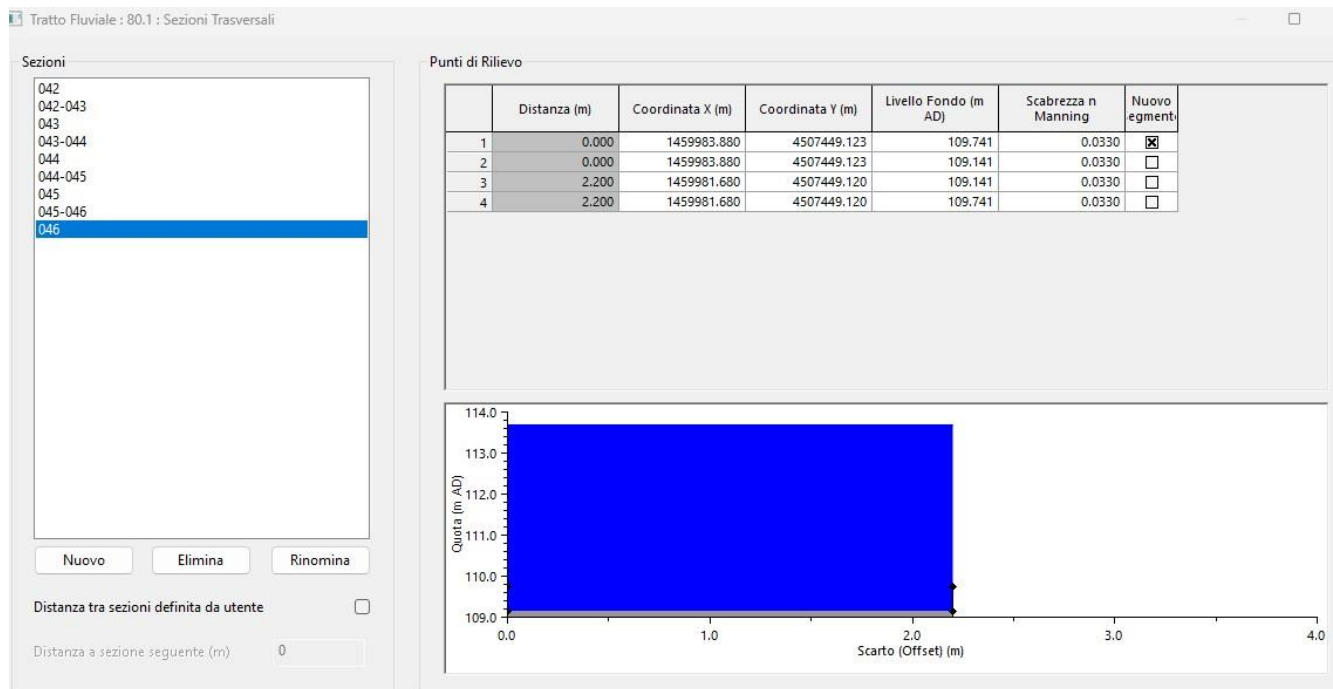 Tratto Fluviale : 80.1 : Sezioni Trasversali
Sezioni
042
042-043
043
043-044
044
044-045
045
045-046
046
Nuovo Elimina Rinomina
Distanza tra sezioni definita da utente
Distanza a sezione seguente (m) 0
Punti di Rilievo
Distanza (m) Coordinata X (m) Coordinata Y (m) Livello Fondo (m AD) Scabrezza n Manning Nuovo egment
1 0.000 1459983.880 4507449.123 109.741 0.0330
2 0.000 1459983.880 4507449.123 109.141 0.0330
3 2.200 1459981.680 4507449.120 109.141 0.0330
4 2.200 1459981.680 4507449.120 109.741 0.0330
Quota (m AD)
114.0
113.0
112.0
111.0
110.0
109.0
0.0 1.0 2.0 3.0 4.0
Scarto (Offset) (m)